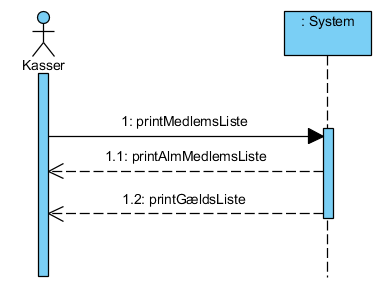 : System
Kasser
1: printMedlemsListe
1.1: printAlmMedlemsListe
1.2: printGældsListe